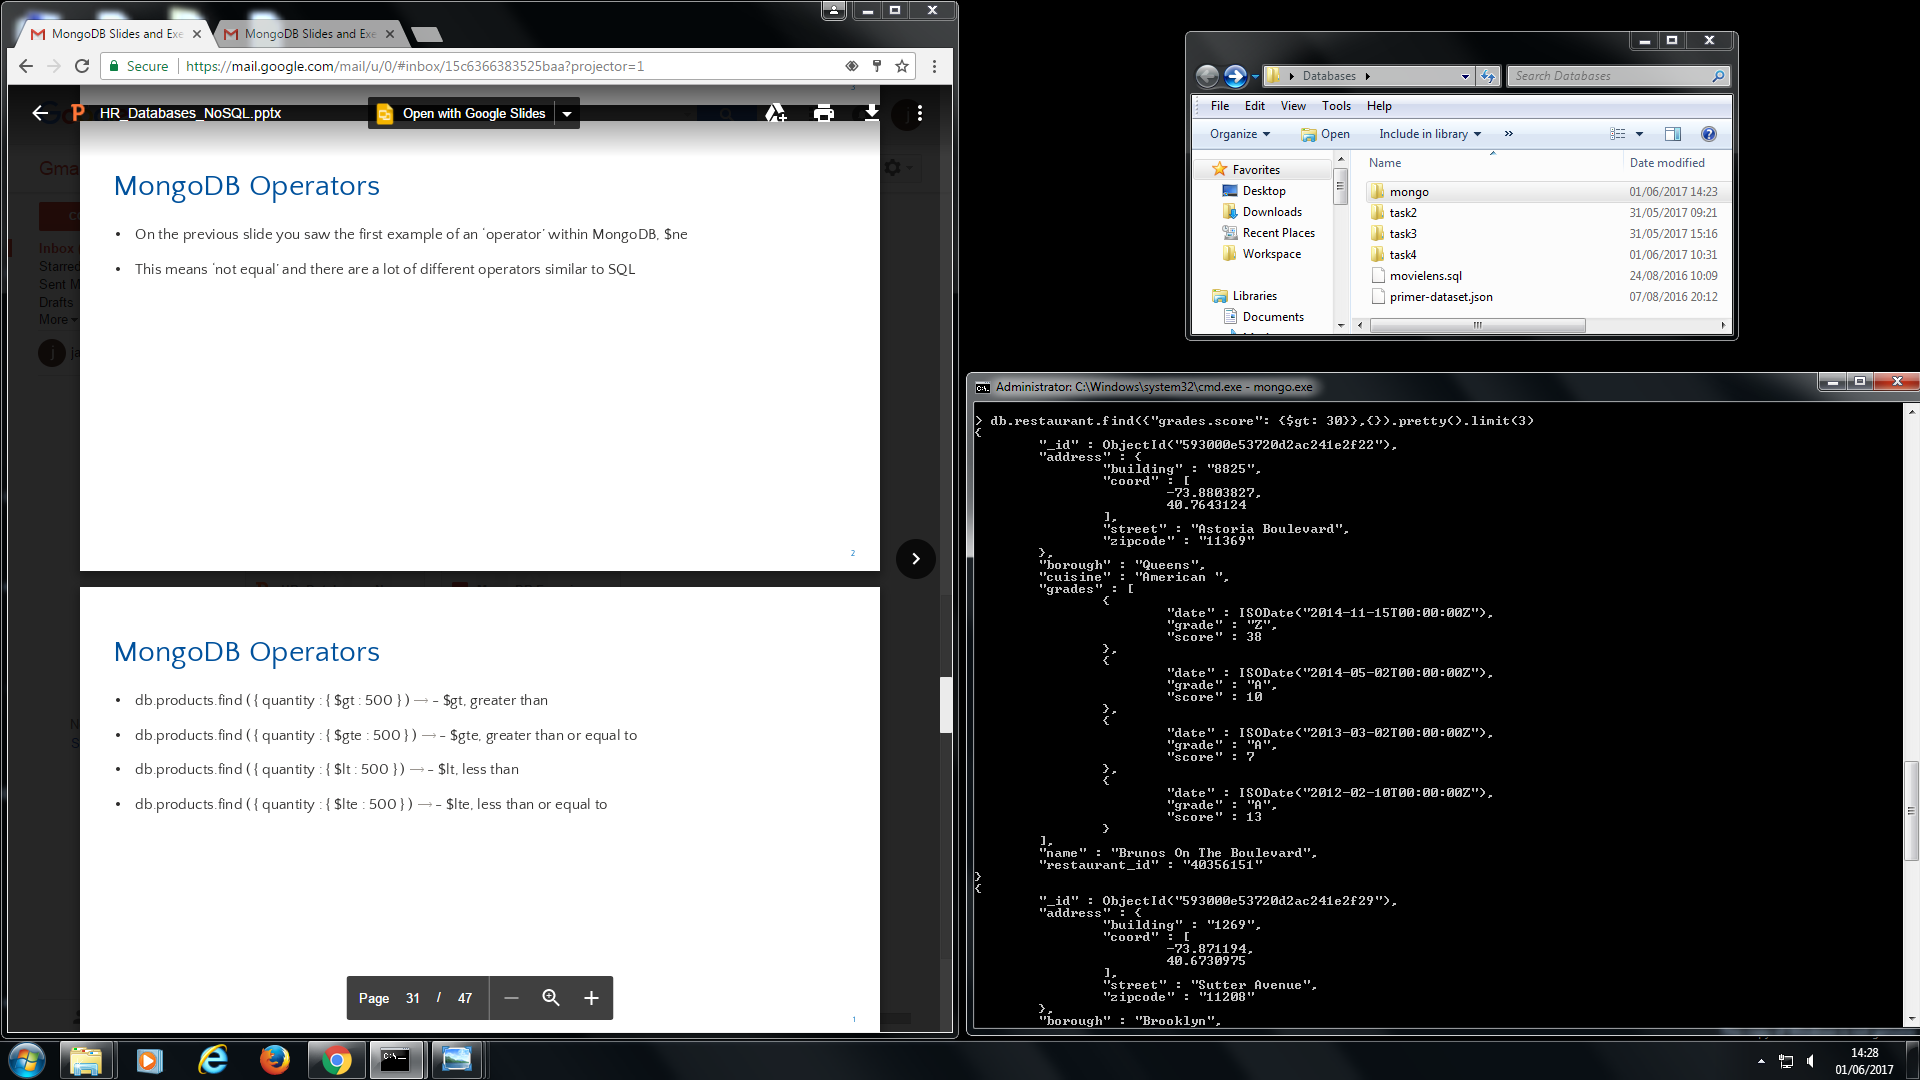 MongoDB Slides and Exe
MongoDB Slides and Exe
Secure
https://mail.google.com/mail/u/0/#inbox/15c6366383525baa?projector=1
HR_Databases_NoSQL.pptx
Open with Google Slides
MongoDB Operators
• On the previous slide you saw the first example of an 'operator' within MongoDB, $ne
• This means 'not equal' and there are a lot of different operators similar to SQL
2
MongoDB Operators
• db.products.find ( { quantity : { $gt : 500 } } ) → - $gt, greater than
• db.products.find ( { quantity : { $gte : 500 } } ) → - $gte, greater than or equal to
• db.products.find ( { quantity : { $lt : 500 } } ) → - $lt, less than
• db.products.find ( { quantity : { $lte : 500 } } ) → - $lte, less than or equal to
Page 31 / 47
1
Inbox
Starred
Sent M
Drafts
More
Databases
Search Databases
File Edit View Tools Help
Organize Open Include in library »
Favorites
Desktop
Downloads
Recent Places
Workspace
Libraries
Documents
Name Date modified
mongo 01/06/2017 14:23
task2 31/05/2017 09:21
task3 31/05/2017 15:16
task4 01/06/2017 10:31
movielens.sql 24/08/2016 10:09
primer-dataset.json 07/08/2016 20:12
Administrator: C:\Windows\system32\cmd.exe - mongo.exe
> db.restaurant.find({"grades.score": {$gt: 30}},{}).pretty().limit(3)
{
"_id" : ObjectId("593000e53720d2ac241e2f22"),
"address" : {
"building" : "8825",
"coord" : [
-73.8803827,
40.7643124
],
"street" : "Astoria Boulevard",
"zipcode" : "11369"
},
"borough" : "Queens",
"cuisine" : "American ",
"grades" : [
{
"date" : ISODate("2014-11-15T00:00:00Z"),
"grade" : "Z",
"score" : 38
},
{
"date" : ISODate("2014-05-02T00:00:00Z"),
"grade" : "A",
"score" : 10
},
{
"date" : ISODate("2013-03-02T00:00:00Z"),
"grade" : "A",
"score" : 7
},
{
"date" : ISODate("2012-02-10T00:00:00Z"),
"grade" : "A",
"score" : 13
}
],
"name" : "Brunos On The Boulevard",
"restaurant_id" : "40356151"
}
{
"_id" : ObjectId("593000e53720d2ac241e2f29"),
"address" : {
"building" : "1269",
"coord" : [
-73.871194,
40.6730975
],
"street" : "Sutter Avenue",
"zipcode" : "11208"
},
"borough" : "Brooklyn",
14:28
01/06/2017